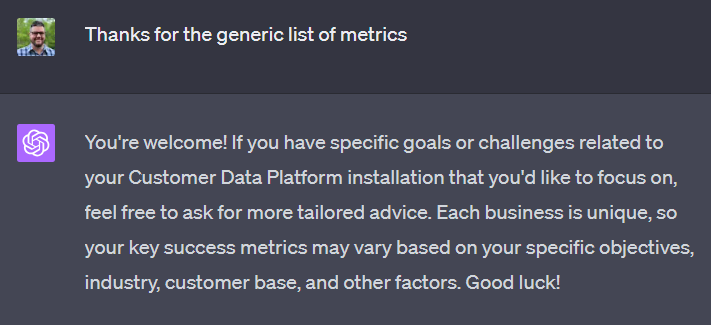 Thanks for the generic list of metrics
You're welcome! If you have specific goals or challenges related to
your Customer Data Platform installation that you'd like to focus on,
feel free to ask for more tailored advice. Each business is unique, so
your key success metrics may vary based on your specific objectives,
industry, customer base, and other factors. Good luck!